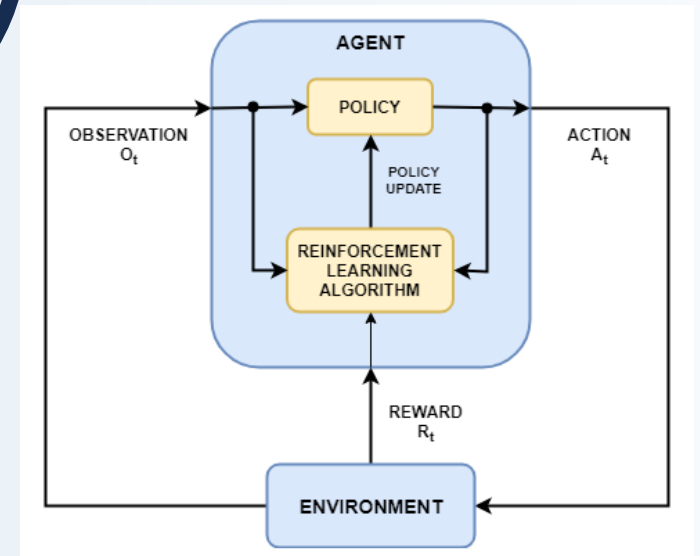 AGENT
POLICY
OBSERVATION
Oₜ
ACTION
Aₜ
POLICY
UPDATE
REINFORCEMENT
LEARNING
ALGORITHM
REWARD
Rₜ
ENVIRONMENT